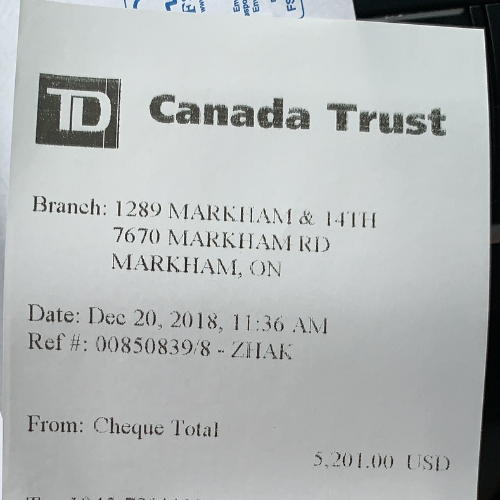 TD Canada Trust
Branch: 1289 MARKHAM & 14TH
7670 MARKHAM RD
MARKHAM, ON
Date: Dec 20, 2018, 11:36 AM
Ref #: 00850839/8 - ZHAK
From: Cheque Total
5,201.00 USD